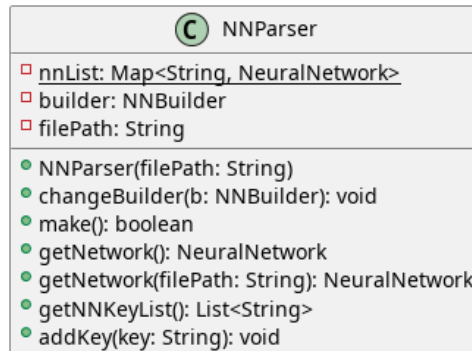 C NNParser
nnList: Map<String, NeuralNetwork>
builder: NNBuilder
filePath: String
NNParser(filePath: String)
changeBuilder(b: NNBuilder): void
make(): boolean
getNetwork(): NeuralNetwork
getNetwork(filePath: String): NeuralNetwork
getNNKeyList(): List<String>
addKey(key: String): void